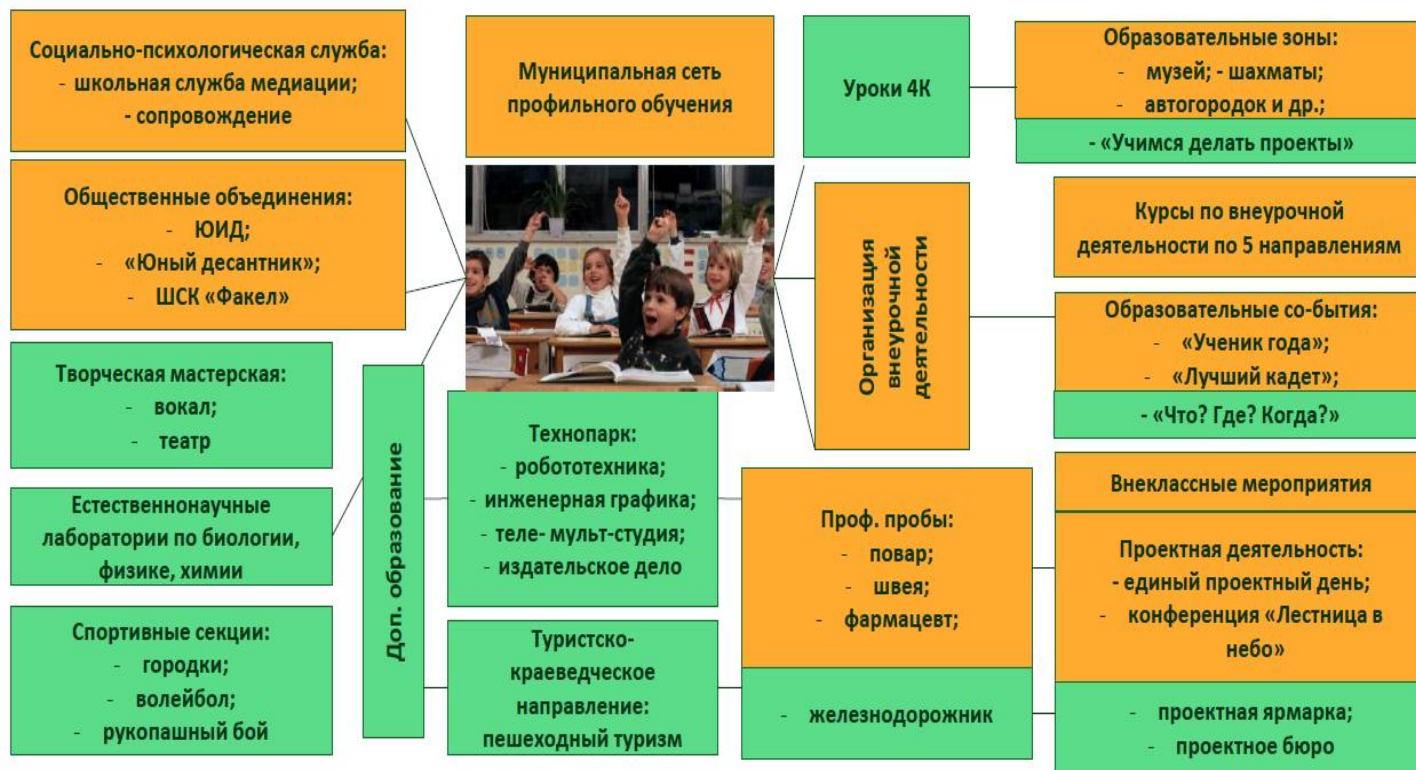 Социально-психологическая служба:
- школьная служба медиации;
- сопровождение
Общественные объединения:
- ЮИД;
- «Юный десантник»;
- ШСК «Факел»
Творческая мастерская:
- вокал;
- театр
Естественнонаучные
лаборатории по биологии,
физике, химии
Спортивные секции:
- городки;
- волейбол;
- рукопашный бой
Доп. образование
Муниципальная сеть
профильного обучения
Технопарк:
- робототехника;
- инженерная графика;
- теле- мульт-студия;
- издательское дело
Туристско-
краеведческое
направление:
пешеходный туризм
Уроки 4К
Организация
внеурочной
деятельности
Проф. пробы:
- повар;
- швея;
- фармацевт;
- железнодорожник
Образовательные зоны:
- музей; - шахматы;
- автогородок и др.;
- «Учимся делать проекты»
Курсы по внеурочной
деятельности по 5 направлениям
Образовательные со-бытия:
- «Ученик года»;
- «Лучший кадет»;
- «Что? Где? Когда?»
Внеклассные мероприятия
Проектная деятельность:
- единый проектный день;
- конференция «Лестница в
небо»
- проектная ярмарка;
- проектное бюро